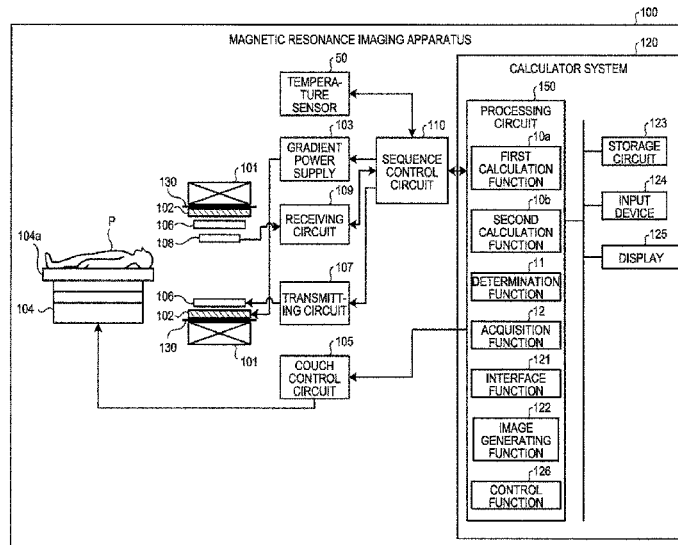 100
MAGNETIC RESONANCE IMAGING APPARATUS
120
CALCULATOR SYSTEM
50
TEMPERA-
TURE
SENSOR
103
GRADIENT
POWER
SUPPLY
110
SEQUENCE
CONTROL
CIRCUIT
109
RECEIVING
CIRCUIT
107
TRANSMIT-
TING CIRCUIT
105
COUCH
CONTROL
CIRCUIT
101
130
102
106
108
P
104a
104
106
102
130
101
150
PROCESSING
CIRCUIT
10a
FIRST
CALCULATION
FUNCTION
10b
SECOND
CALCULATION
FUNCTION
11
DETERMINATION
FUNCTION
12
ACQUISITION
FUNCTION
121
INTERFACE
FUNCTION
122
IMAGE
GENERATING
FUNCTION
126
CONTROL
FUNCTION
123
STORAGE
CIRCUIT
124
INPUT
DEVICE
125
DISPLAY